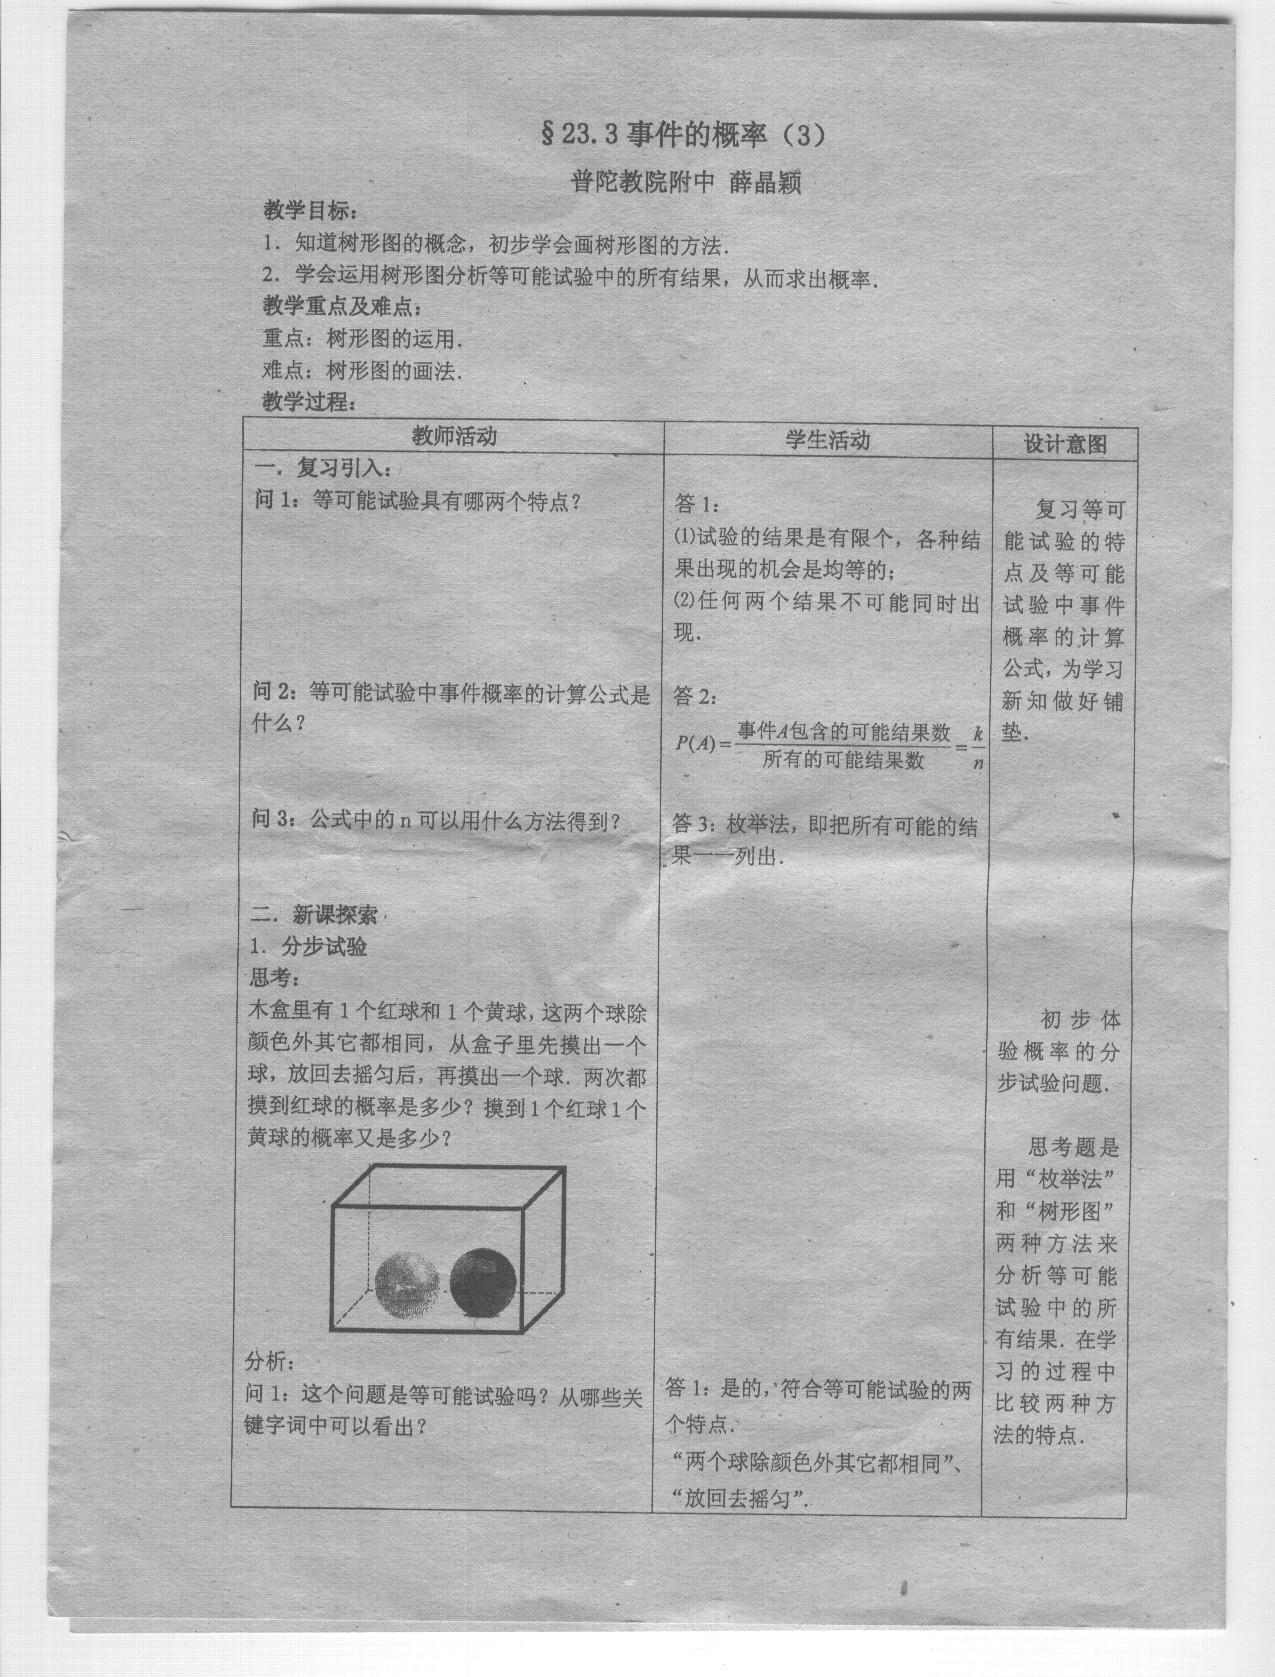 §23.3 事件的概率（3）
普陀教院附中 薛晶颖
教学目标：
1．知道树形图的概念，初步学会画树形图的方法．
2．学会运用树形图分析等可能试验中的所有结果，从而求出概率．
教学重点及难点：
重点：树形图的运用．
难点：树形图的画法．
教学过程：
教师活动
学生活动
设计意图
一．复习引入：
问 1：等可能试验具有哪两个特点？
答 1：
⑴试验的结果是有限个，各种结
果出现的机会是均等的；
⑵任何两个结果不可能同时出
现．
复习等可
能试验的特
点及等可能
试验中事件
概率的计算
公式，为学习
新知做好铺
垫．
问 2：等可能试验中事件概率的计算公式是
什么？
答 2：
P(A)=事件A包含的可能结果数/所有的可能结果数=k/n
问 3：公式中的 n 可以用什么方法得到？
答 3：枚举法，即把所有可能的结
果一一列出．
二．新课探索
1．分步试验
思考：
木盒里有 1 个红球和 1 个黄球，这两个球除
颜色外其它都相同，从盒子里先摸出一个
球，放回去摇匀后，再摸出一个球．两次都
摸到红球的概率是多少？摸到 1 个红球 1 个
黄球的概率又是多少？
初步体
验概率的分
步试验问题．
思考题是
用“枚举法”
和“树形图”
两种方法来
分析等可能
试验中的所
有结果．在学
习的过程中
比较两种方
法的特点．
分析：
问 1：这个问题是等可能试验吗？从哪些关
键字词中可以看出？
答 1：是的，符合等可能试验的两
个特点．
“两个球除颜色外其它都相同”、
“放回去摇匀”．